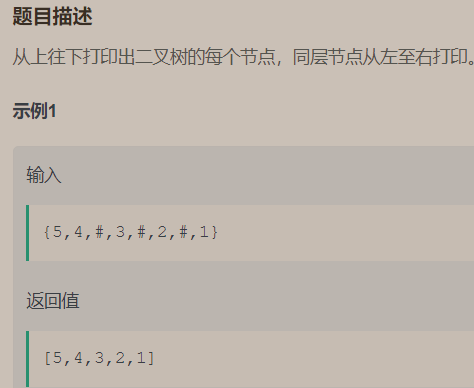 题目描述
从上往下打印出二叉树的每个节点，同层节点从左至右打印。
示例1
输入
{5,4,#,3,#,2,#,1}
返回值
[5,4,3,2,1]